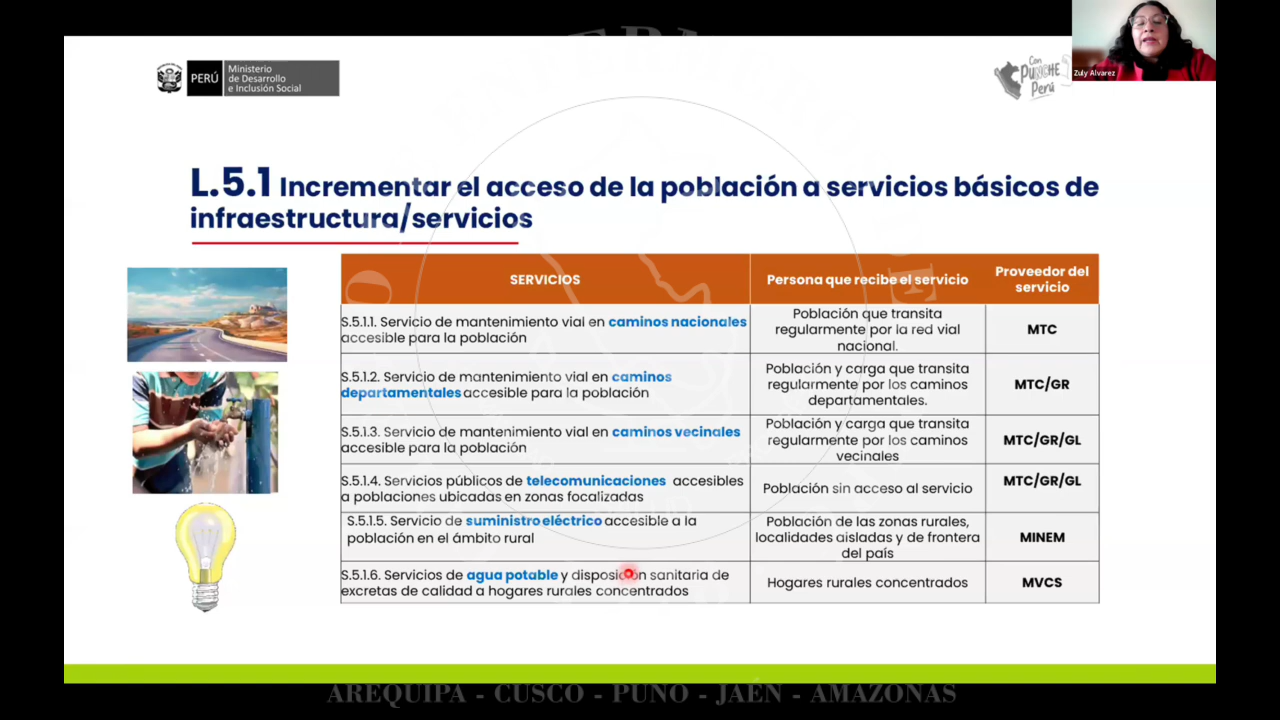 PERÚ
Ministerio
de Desarrollo
e Inclusión Social
Con
PUNCHE
Perú
Zuly Alvarez
L.5.1 Incrementar el acceso de la población a servicios básicos de
infraestructura/servicios
SERVICIOS
Persona que recibe el servicio
Proveedor del
servicio
S.5.1.1. Servicio de mantenimiento vial en caminos nacionales
accesible para la población
Población que transita
regularmente por la red vial
nacional.
MTC
S.5.1.2. Servicio de mantenimiento vial en caminos
departamentales accesible para la población
Población y carga que transita
regularmente por los caminos
departamentales.
MTC/GR
S.5.1.3. Servicio de mantenimiento vial en caminos vecinales
accesible para la población
Población y carga que transita
regularmente por los caminos
vecinales
MTC/GR/GL
S.5.1.4. Servicios públicos de telecomunicaciones accesibles
a poblaciones ubicadas en zonas focalizadas
Población sin acceso al servicio
MTC/GR/GL
S.5.1.5. Servicio de suministro eléctrico accesible a la
población en el ámbito rural
Población de las zonas rurales,
localidades aisladas y de frontera
del país
MINEM
S.5.1.6. Servicios de agua potable y disposición sanitaria de
excretas de calidad a hogares rurales concentrados
Hogares rurales concentrados
MVCS
AREQUIPA - CUSCO - PUNO - JAÉN - AMAZONAS